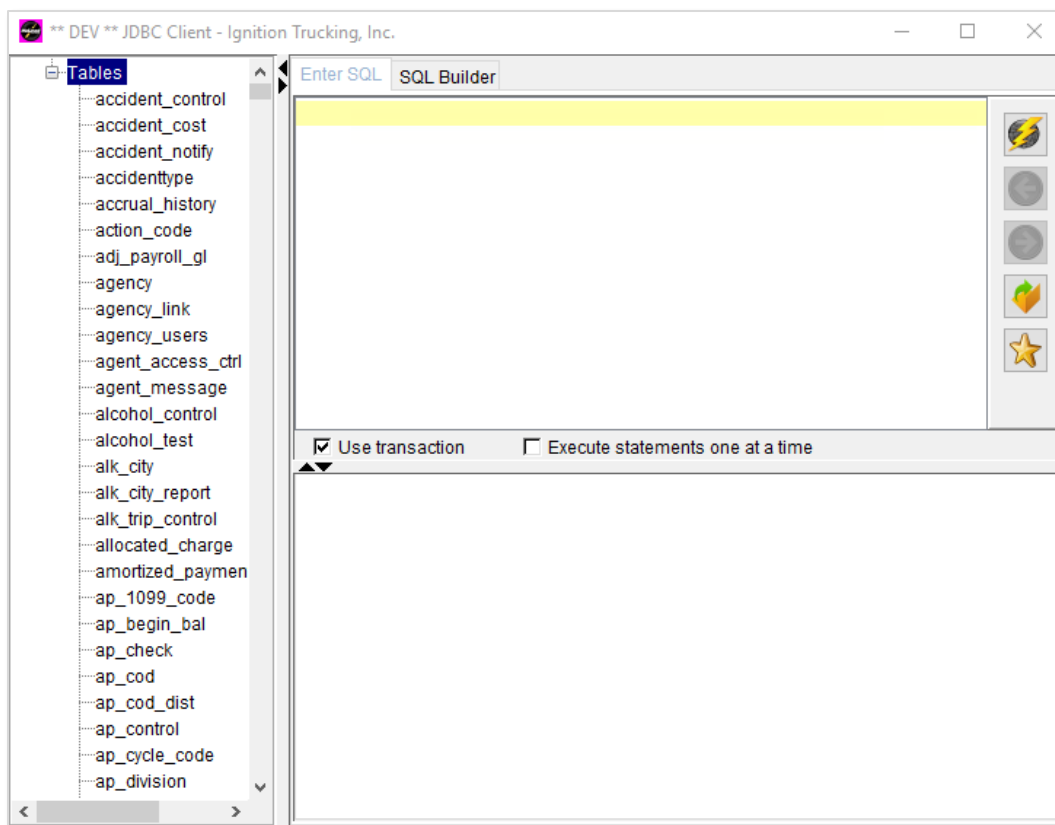 ** DEV ** JDBC Client - Ignition Trucking, Inc.
Tables
accident_control
accident_cost
accident_notify
accidenttype
accrual_history
action_code
adj_payroll_gl
agency
agency_link
agency_users
agent_access_ctrl
agent_message
alcohol_control
alcohol_test
alk_city
alk_city_report
alk_trip_control
allocated_charge
amortized_paymen
ap_1099_code
ap_begin_bal
ap_check
ap_cod
ap_cod_dist
ap_control
ap_cycle_code
ap_division
Enter SQL SQL Builder
Use transaction Execute statements one at a time